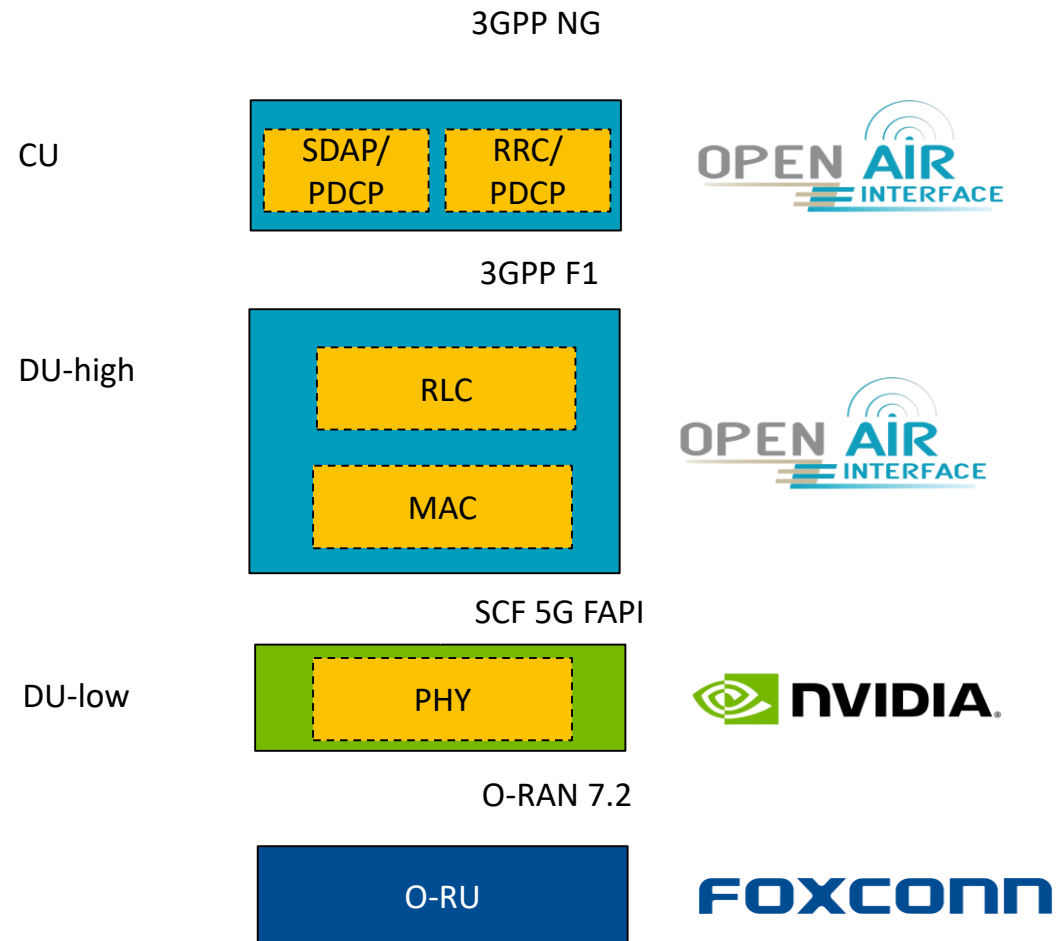 3GPP NG
CU
SDAP/
PDCP
RRC/
PDCP
OPEN AIR
INTERFACE
3GPP F1
DU-high
RLC
MAC
OPEN AIR
INTERFACE
SCF 5G FAPI
DU-low
PHY
NVIDIA.
O-RAN 7.2
O-RU
FOXCONN